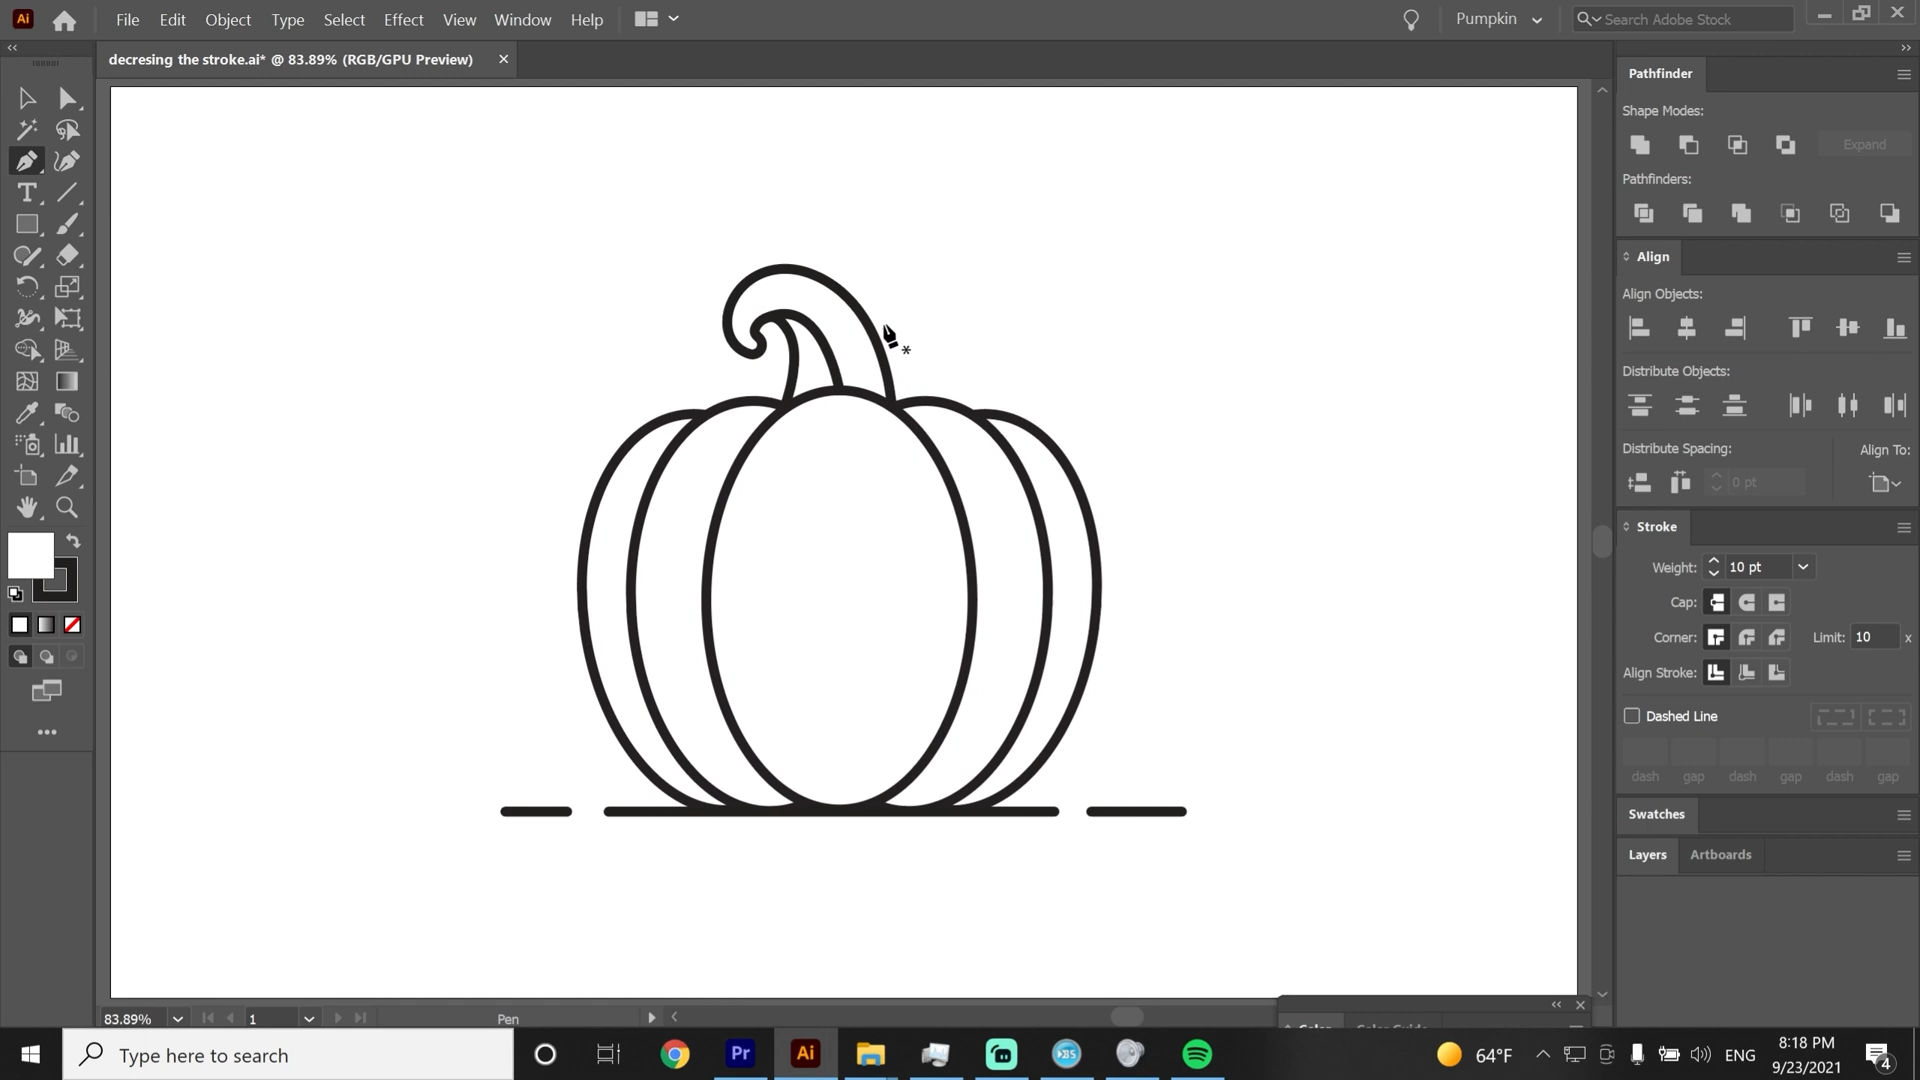 Ai File Edit Object Type Select Effect View Window Help Pumpkin Search Adobe Stock
decresing the stroke.ai* @ 83.89% (RGB/GPU Preview)
Pathfinder
Shape Modes:
Expand
Pathfinders:
Align
Align Objects:
Distribute Objects:
Distribute Spacing: Align To:
0 pt
Stroke
Weight: 10 pt
Cap:
Corner: Limit: 10 x
Align Stroke:
Dashed Line
dash gap dash gap dash gap
Swatches
Layers Artboards
83.89% 1 Pen
Type here to search
Pr Ai
64°F ENG
8:18 PM
9/23/2021
4